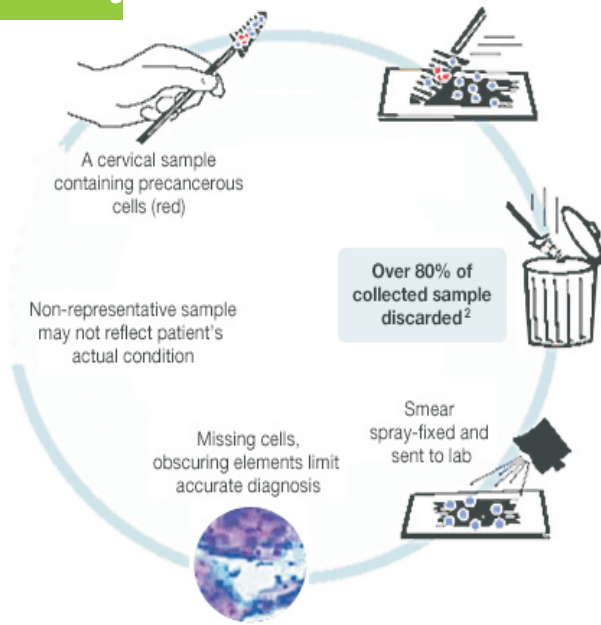 A cervical sample
containing precancerous
cells (red)
Over 80% of
collected sample
discarded²
Smear
spray-fixed and
sent to lab
Missing cells,
obscuring elements limit
accurate diagnosis
Non-representative sample
may not reflect patient's
actual condition